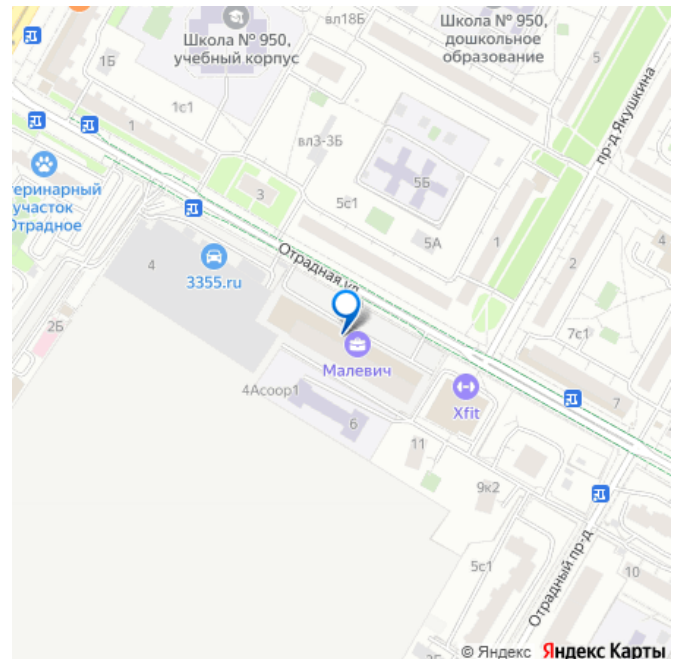 вл18Б
Школа № 950,
учебный корпус
Школа № 950,
дошкольное
образование
5
1Б
1с1
пр-д Якушкина
1
вл3-3Б
5Б
теринарный
участок
Отрадное
3
5с1
5А
1
4
2
4
Отрадная ул
3355.ru
2Б
7с1
Малевич
4Асоор1
Xfit
7
6
11
9к2
5с1
Отрадный пр-д
10
© Яндекс Яндекс Карты